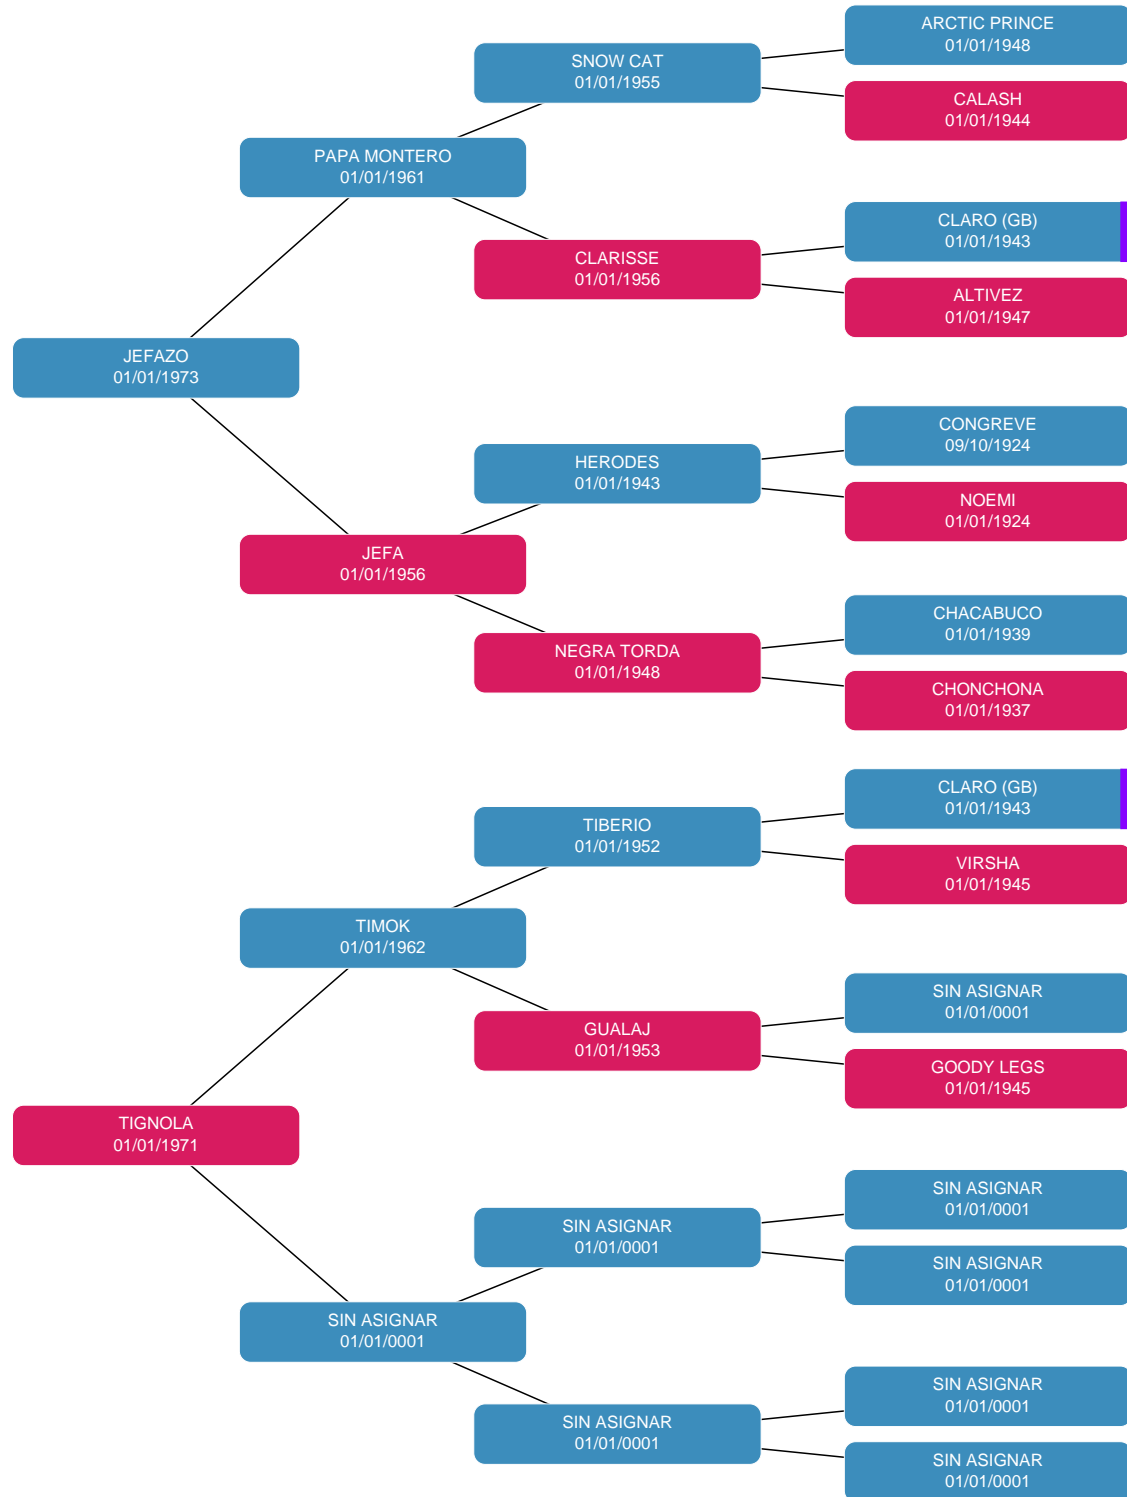 ARCTIC PRINCE
01/01/1948
SNOW CAT
01/01/1955
CALASH
01/01/1944
PAPA MONTERO
01/01/1961
CLARO (GB)
01/01/1943
CLARISSE
01/01/1956
ALTIVEZ
01/01/1947
JEFAZO
01/01/1973
CONGREVE
09/10/1924
HERODES
01/01/1943
NOEMI
01/01/1924
JEFA
01/01/1956
CHACABUCO
01/01/1939
NEGRA TORDA
01/01/1948
CHONCHONA
01/01/1937
CLARO (GB)
01/01/1943
TIBERIO
01/01/1952
VIRSHA
01/01/1945
TIMOK
01/01/1962
SIN ASIGNAR
01/01/0001
GUALAJ
01/01/1953
GOODY LEGS
01/01/1945
TIGNOLA
01/01/1971
SIN ASIGNAR
01/01/0001
SIN ASIGNAR
01/01/0001
SIN ASIGNAR
01/01/0001
SIN ASIGNAR
01/01/0001
SIN ASIGNAR
01/01/0001
SIN ASIGNAR
01/01/0001
SIN ASIGNAR
01/01/0001